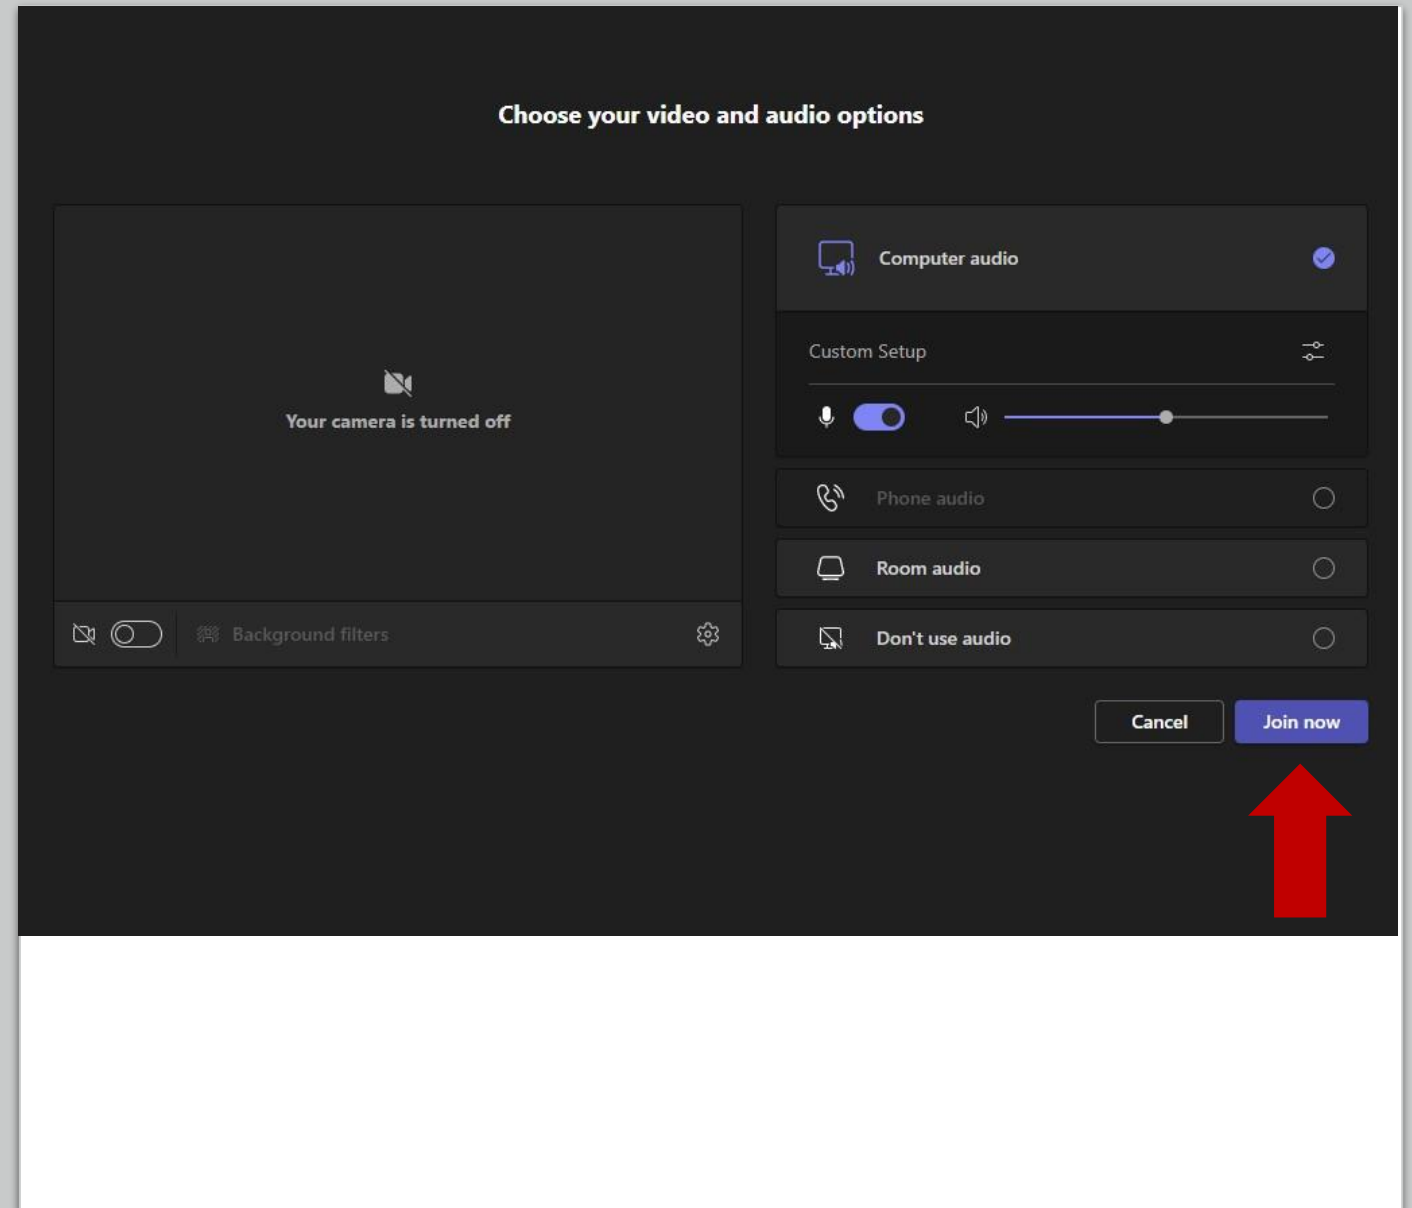 Choose your video and audio options
Your camera is turned off
Background filters
Computer audio
Custom Setup
Phone audio
Room audio
Don't use audio
Cancel
Join now